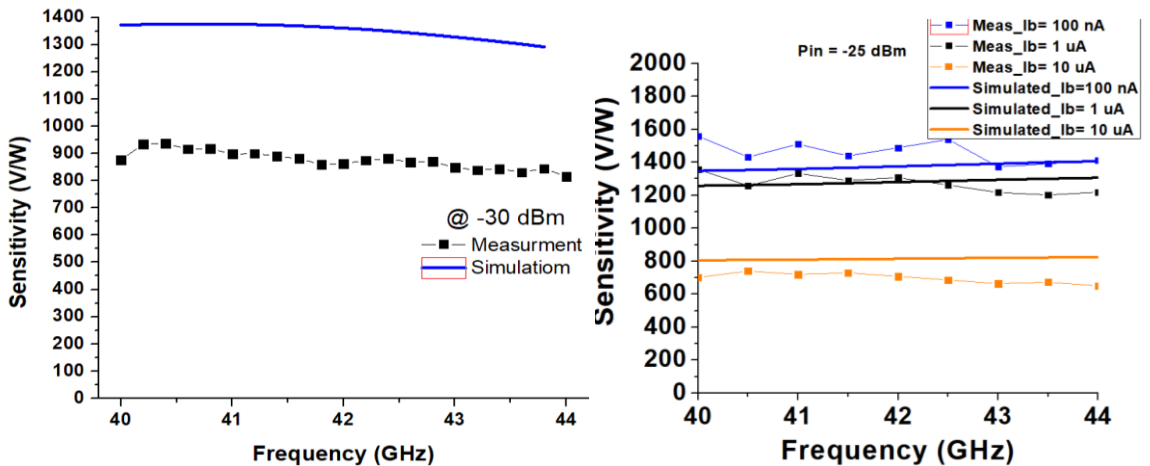 1400
1300
1200
1100
1000
900
800
700
600
500
400
300
200
100
0
Sensitivity (V/W)
@ -30 dBm
Measurment
Simulatiom
40 41 42 43 44
Frequency (GHz)
Pin = -25 dBm
Meas_Ib= 100 nA
Meas_Ib= 1 uA
Meas_Ib= 10 uA
Simulated_Ib=100 nA
Simulated_Ib= 1 uA
Simulated_Ib= 10 uA
2000
1800
1600
1400
1200
1000
800
600
400
200
0
Sensitivity (V/W)
40 41 42 43 44
Frequency (GHz)